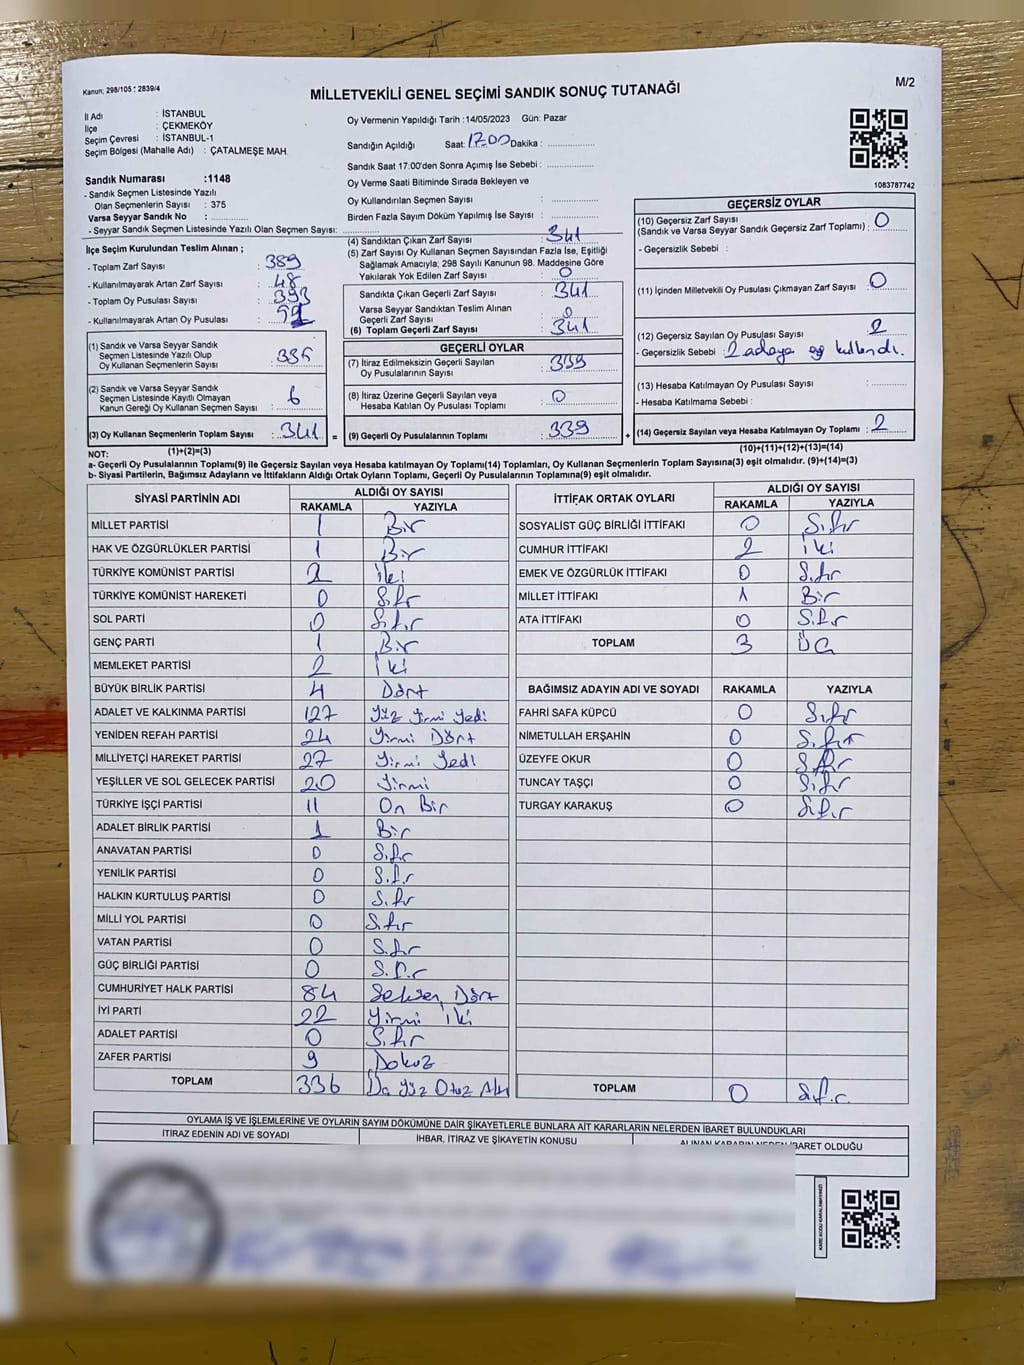 Kanun: 298/105 : 2839/4
MİLLETVEKİLİ GENEL SEÇİMİ SANDIK SONUÇ TUTANAĞI
M/2
İl Adı : İSTANBUL
İlçe : ÇEKMEKÖY
Seçim Çevresi : İSTANBUL-1
Seçim Bölgesi (Mahalle Adı) : ÇATALMEŞE MAH.
Oy Vermenin Yapıldığı Tarih :14/05/2023 Gün: Pazar
Sandığın Açıldığı Saat: 17.00 Dakika : ...............
Sandık Saat 17:00'den Sonra Açımış İse Sebebi : ...............
Oy Verme Saati Bitiminde Sırada Bekleyen ve
Oy Kullandırılan Seçmen Sayısı : ...............
Birden Fazla Sayım Döküm Yapılmış İse Sayısı : ...............
1083787742
Sandık Numarası :1148
- Sandık Seçmen Listesinde Yazılı
Olan Seçmenlerin Sayısı : 375
Varsa Seyyar Sandık No : ............
- Seyyar Sandık Seçmen Listesinde Yazılı Olan Seçmen Sayısı: ...............
İlçe Seçim Kurulundan Teslim Alınan ;
- Toplam Zarf Sayısı : 389
- Kullanılmayarak Artan Zarf Sayısı : 48
- Toplam Oy Pusulası Sayısı : 393
- Kullanılmayarak Artan Oy Pusulası :
(1) Sandık ve Varsa Seyyar Sandık
Seçmen Listesinde Yazılı Olup
Oy Kullanan Seçmenlerin Sayısı : 335
(2) Sandık ve Varsa Seyyar Sandık
Seçmen Listesinde Kayıtlı Olmayan
Kanun Gereği Oy Kullanan Seçmen Sayısı : 6
(3) Oy Kullanan Seçmenlerin Toplam Sayısı : 341
(4) Sandıktan Çıkan Zarf Sayısı : 341
(5) Zarf Sayısı Oy Kullanan Seçmen Sayısından Fazla İse, Eşitliği
Sağlamak Amacıyla; 298 Sayılı Kanunun 98. Maddesine Göre
Yakılarak Yok Edilen Zarf Sayısı : 0
Sandıkta Çıkan Geçerli Zarf Sayısı : 341
Varsa Seyyar Sandıktan Teslim Alınan
Geçerli Zarf Sayısı : 0
(6) Toplam Geçerli Zarf Sayısı : 341
GEÇERLİ OYLAR
(7) İtiraz Edilmeksizin Geçerli Sayılan
Oy Pusulalarının Sayısı : 339
(8) İtiraz Üzerine Geçerli Sayılan veya
Hesaba Katılan Oy Pusulası Toplamı : 0
= (9) Geçerli Oy Pusulalarının Toplamı : 339
GEÇERSİZ OYLAR
(10) Geçersiz Zarf Sayısı
(Sandık ve Varsa Seyyar Sandık Geçersiz Zarf Toplamı) : 0
- Geçersizlik Sebebi :
(11) İçinden Milletvekili Oy Pusulası Çıkmayan Zarf Sayısı : 0
(12) Geçersiz Sayılan Oy Pusulası Sayısı : 2
- Geçersizlik Sebebi : 2 adaya oy kullendı.
(13) Hesaba Katılmayan Oy Pusulası Sayısı : ............
- Hesaba Katılmama Sebebi :
+ (14) Geçersiz Sayılan veya Hesaba Katılmayan Oy Toplamı : 2
NOT: (1)+(2)=(3) (10)+(11)+(12)+(13)=(14)
a- Geçerli Oy Pusulalarının Toplamı(9) ile Geçersiz Sayılan veya Hesaba katılmayan Oy Toplamı(14) Toplamları, Oy Kullanan Seçmenlerin Toplam Sayısına(3) eşit olmalıdır. (9)+(14)=(3)
b- Siyasi Partilerin, Bağımsız Adayların ve İttifakların Aldığı Ortak Oyların Toplamı, Geçerli Oy Pusulalarının Toplamına(9) eşit olmalıdır.
SİYASİ PARTİNİN ADI ALDIĞI OY SAYISI
RAKAMLA YAZIYLA
MİLLET PARTİSİ 1 Bir
HAK VE ÖZGÜRLÜKLER PARTİSİ 1 Bir
TÜRKİYE KOMÜNİST PARTİSİ 2 İki
TÜRKİYE KOMÜNİST HAREKETİ 0 Sıfır
SOL PARTİ 0 Sıfır
GENÇ PARTİ 1 Bir
MEMLEKET PARTİSİ 2 İki
BÜYÜK BİRLİK PARTİSİ 4 Dört
ADALET VE KALKINMA PARTİSİ 127 Yüz Yirmi Yedi
YENİDEN REFAH PARTİSİ 24 Yirmi Dört
MİLLİYETÇİ HAREKET PARTİSİ 27 Yirmi Yedi
YEŞİLLER VE SOL GELECEK PARTİSİ 20 Yirmi
TÜRKİYE İŞÇİ PARTİSİ 11 On Bir
ADALET BİRLİK PARTİSİ 1 Bir
ANAVATAN PARTİSİ 0 Sıfır
YENİLİK PARTİSİ 0 Sıfır
HALKIN KURTULUŞ PARTİSİ 0 Sıfır
MİLLİ YOL PARTİSİ 0 Sıfır
VATAN PARTİSİ 0 Sıfır
GÜÇ BİRLİĞİ PARTİSİ 0 Sıfır
CUMHURİYET HALK PARTİSİ 84 Seksen Dört
İYİ PARTİ 22 Yirmi İki
ADALET PARTİSİ 0 Sıfır
ZAFER PARTİSİ 9 Dokuz
TOPLAM 336 Üç Yüz Otuz Altı
İTTİFAK ORTAK OYLARI ALDIĞI OY SAYISI
RAKAMLA YAZIYLA
SOSYALİST GÜÇ BİRLİĞİ İTTİFAKI 0 Sıfır
CUMHUR İTTİFAKI 2 İki
EMEK VE ÖZGÜRLÜK İTTİFAKI 0 Sıfır
MİLLET İTTİFAKI 1 Bir
ATA İTTİFAKI 0 Sıfır
TOPLAM 3 Üç
BAĞIMSIZ ADAYIN ADI VE SOYADI RAKAMLA YAZIYLA
FAHRİ SAFA KÜPCÜ 0 Sıfır
NİMETULLAH ERŞAHİN 0 Sıfır
ÜZEYFE OKUR 0 Sıfır
TUNCAY TAŞÇI 0 Sıfır
TURGAY KARAKUŞ 0 Sıfır
TOPLAM 0 Sıfır
OYLAMA İŞ VE İŞLEMLERİNE VE OYLARIN SAYIM DÖKÜMÜNE DAİR ŞİKAYETLERLE BUNLARA AİT KARARLARIN NELERDEN İBARET BULUNDUKLARI
İTİRAZ EDENİN ADI VE SOYADI İHBAR, İTİRAZ VE ŞİKAYETİN KONUSU ALINAN KARARIN NEDEN İBARET OLDUĞU